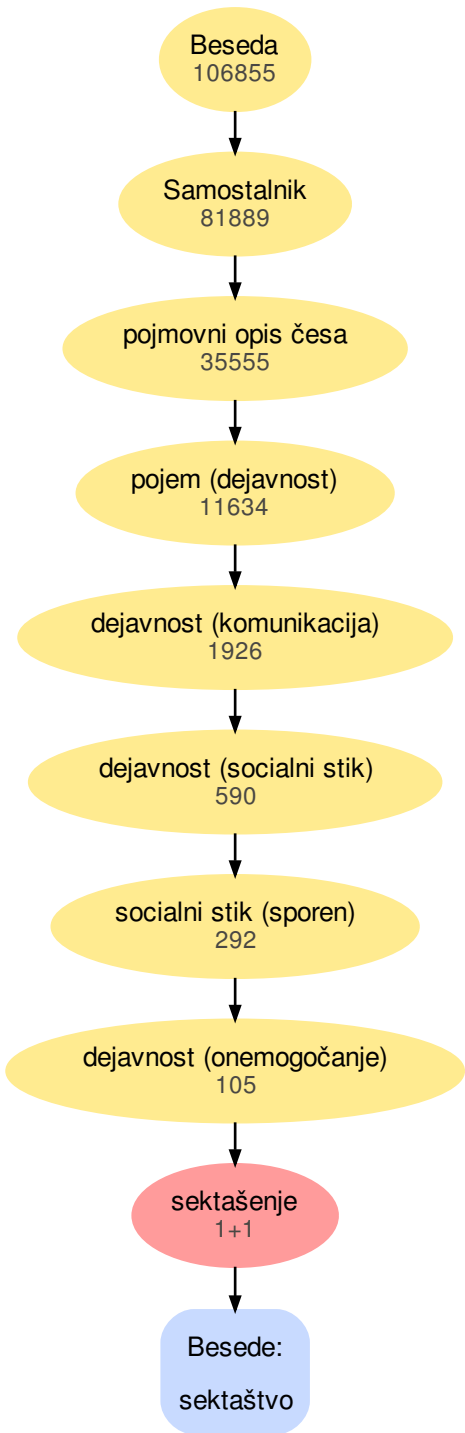 Beseda
106855
Samostalnik
81889
pojmovni opis česa
35555
pojem (dejavnost)
11634
dejavnost (komunikacija)
1926
dejavnost (socialni stik)
590
socialni stik (sporen)
292
dejavnost (onemogočanje)
105
sektašenje
1+1
Besede:
sektaštvo